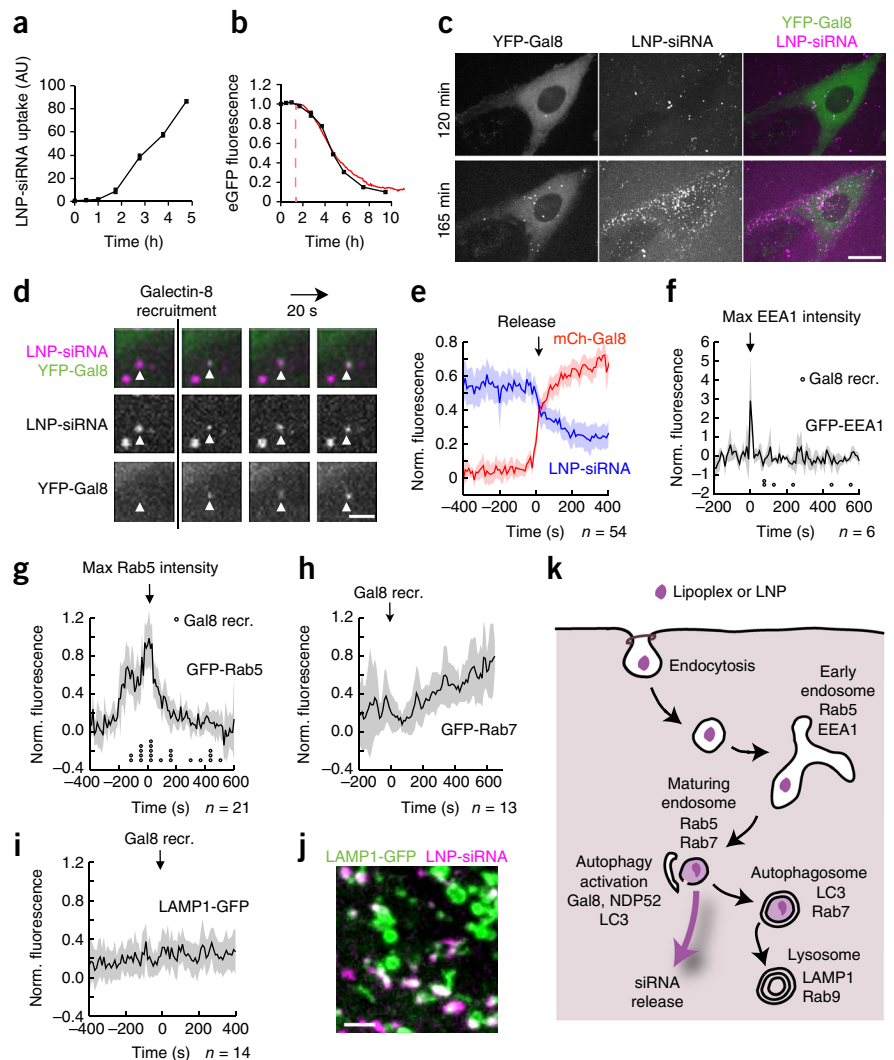 a
LNP-siRNA uptake (AU)
100
80
60
40
20
0
0 2 4 5
Time (h)
b
eGFP fluorescence
1.2
1.0
0.8
0.6
0.4
0.2
0
0 2 4 6 8 10
Time (h)
c
YFP-Gal8
LNP-siRNA
YFP-Gal8
LNP-siRNA
120 min
165 min
d
Galectin-8
recruitment
20 s
LNP-siRNA
YFP-Gal8
LNP-siRNA
YFP-Gal8
e
Release
mCh-Gal8
LNP-siRNA
Norm. fluorescence
0.8
0.6
0.4
0.2
0
–400 –200 0 200 400
Time (s) n = 54
f
Max EEA1 intensity
Gal8 recr.
GFP-EEA1
Norm. fluorescence
6
5
4
3
2
1
0
–1
–2
–200 0 200 400 600
Time (s) n = 6
g
Max Rab5 intensity
Gal8 recr.
GFP-Rab5
Norm. fluorescence
1.2
0.8
0.4
0.0
–0.4
–400 –200 0 200 400 600
Time (s) n = 21
h
Gal8 recr.
GFP-Rab7
Norm. fluorescence
1.2
0.8
0.4
0.0
–0.4
–200 0 200 400 600
Time (s) n = 13
i
Gal8 recr.
LAMP1-GFP
Norm. fluorescence
1.0
0.8
0.6
0.4
0.2
0
–400 –200 0 200 400
Time (s) n = 14
j
LAMP1-GFP LNP-siRNA
k
Lipoplex or LNP
Endocytosis
Early
endosome
Rab5
EEA1
Maturing
endosome
Rab5
Rab7
Autophagy
activation
Gal8, NDP52
LC3
Autophagosome
LC3
Rab7
Lysosome
LAMP1
Rab9
siRNA
release